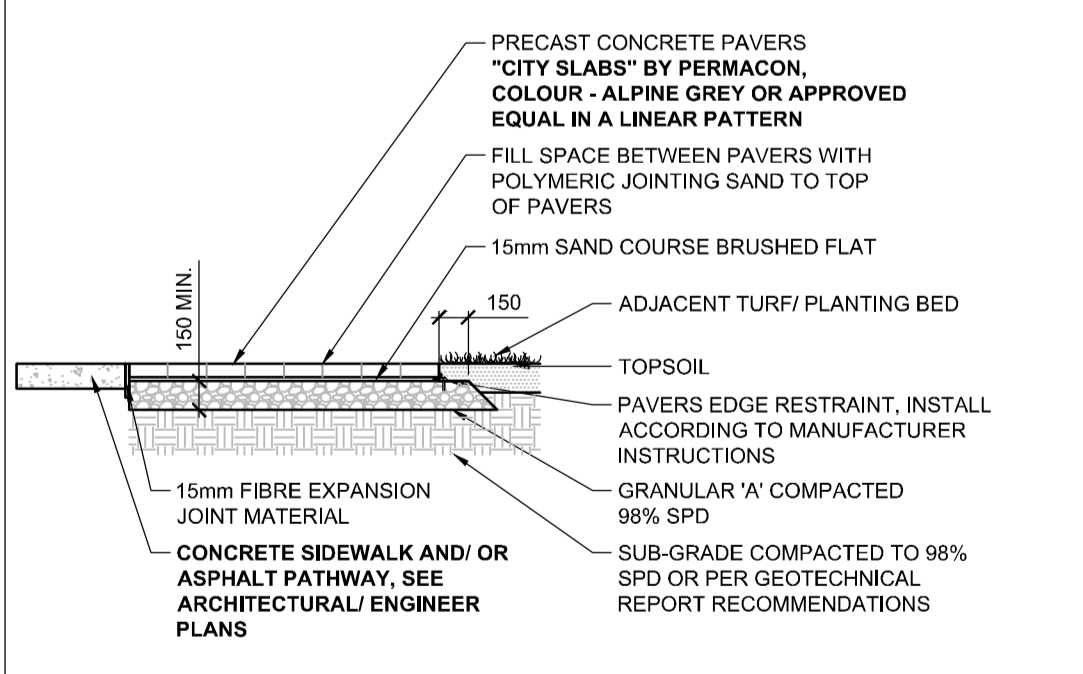 PRECAST CONCRETE PAVERS
"CITY SLABS" BY PERMACON,
COLOUR - ALPINE GREY OR APPROVED
EQUAL IN A LINEAR PATTERN
FILL SPACE BETWEEN PAVERS WITH
POLYMERIC JOINTING SAND TO TOP
OF PAVERS
15mm SAND COURSE BRUSHED FLAT
150 MIN.
150
ADJACENT TURF/ PLANTING BED
TOPSOIL
PAVERS EDGE RESTRAINT, INSTALL
ACCORDING TO MANUFACTURER
INSTRUCTIONS
15mm FIBRE EXPANSION
JOINT MATERIAL
GRANULAR 'A' COMPACTED
98% SPD
CONCRETE SIDEWALK AND/ OR
ASPHALT PATHWAY, SEE
ARCHITECTURAL/ ENGINEER
PLANS
SUB-GRADE COMPACTED TO 98%
SPD OR PER GEOTECHNICAL
REPORT RECOMMENDATIONS